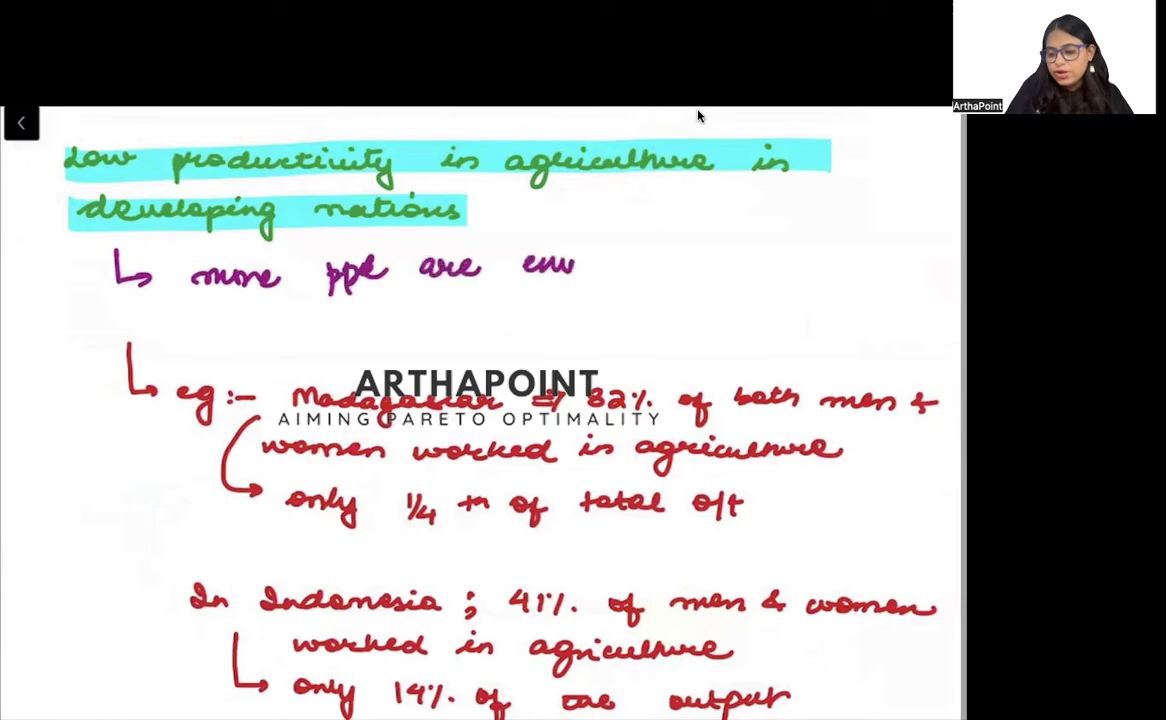 ArthaPoint
Low productivity in agriculture in
developing nations
↳ more ppl are env
ARTHAPOINT
↳ eg:- Madagascar => 82% of both men &
AIMING PARETO OPTIMALITY
women worked in agriculture
↳ only 1/4 th of total o/t
In Indonesia ; 41% of men & women
worked in agriculture
↳ only 14% of the output